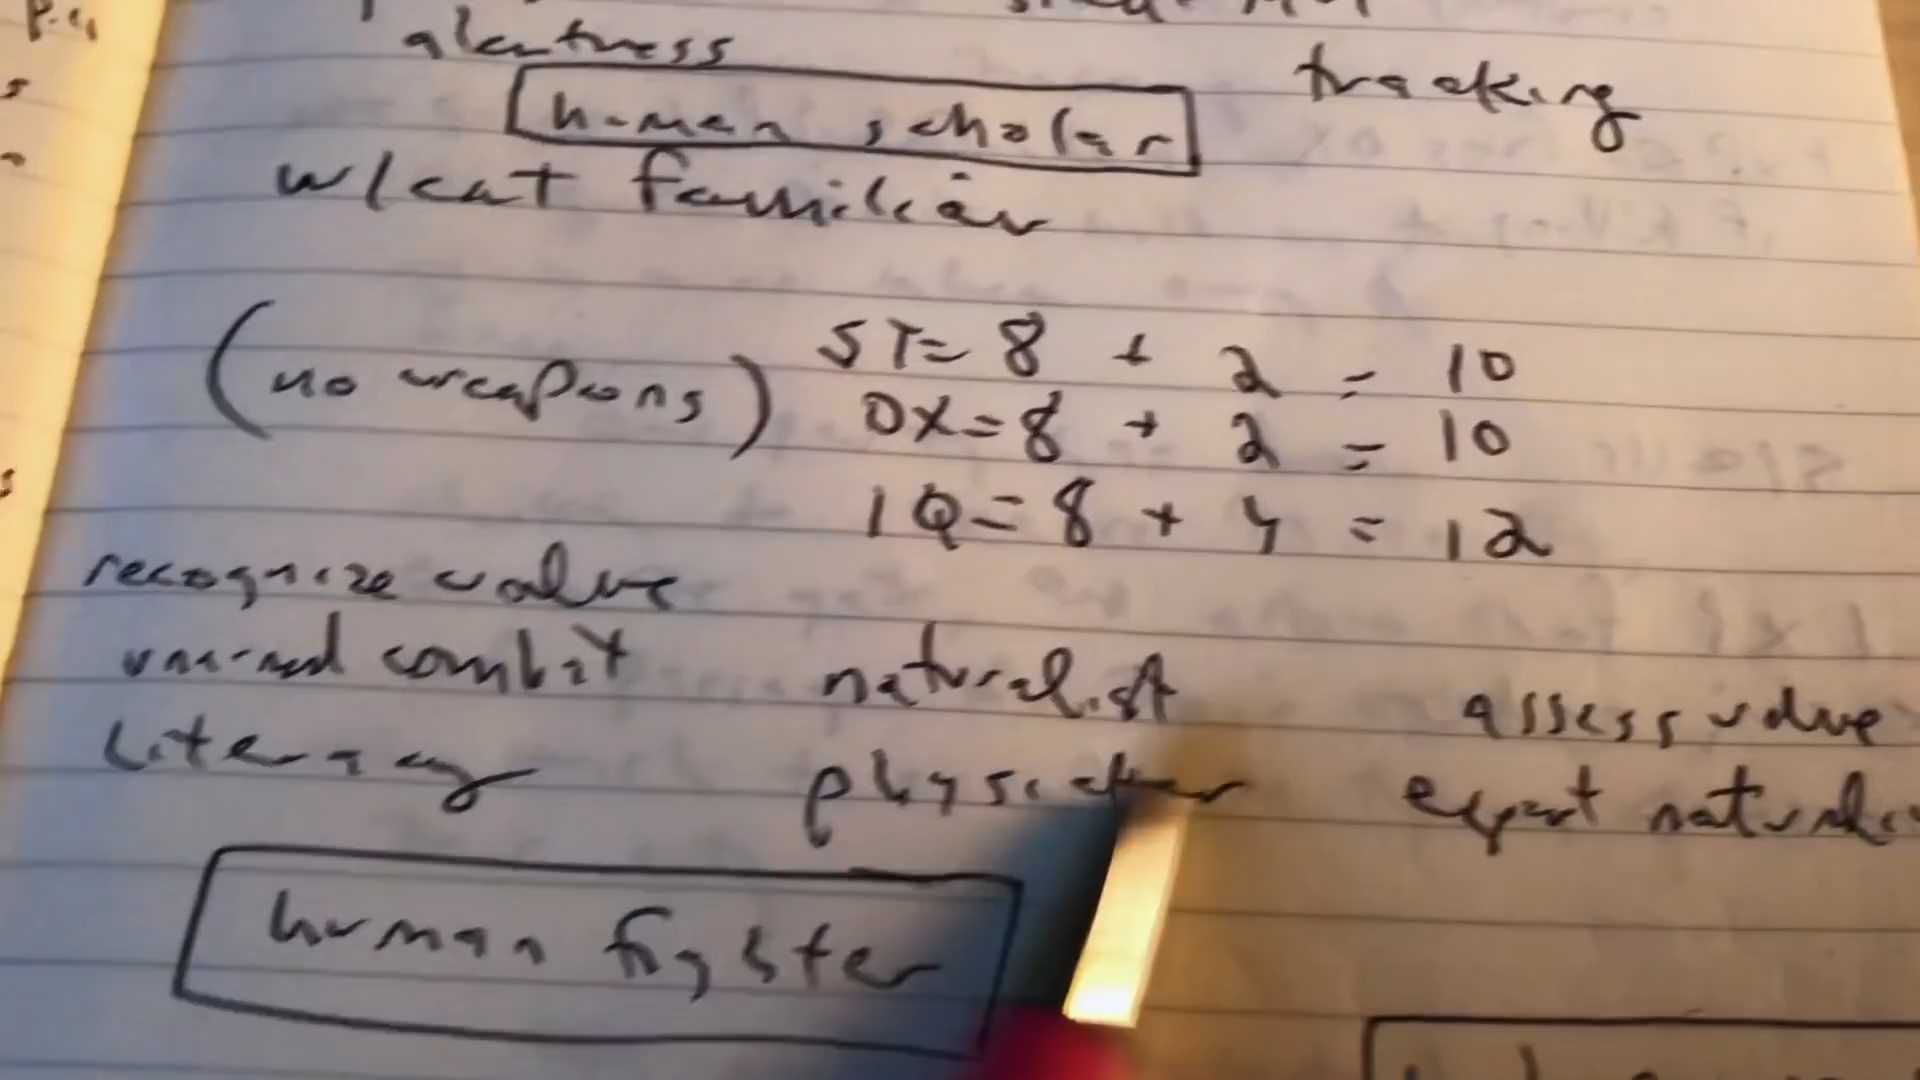 alertness tracking
human scholar
w/cat familiar
(no weapons) ST= 8 + 2 = 10
DX= 8 + 2 = 10
IQ= 8 + 4 = 12
recognize value
unarmed combat naturalist assess value
Literacy physicker expert naturali
human fighter